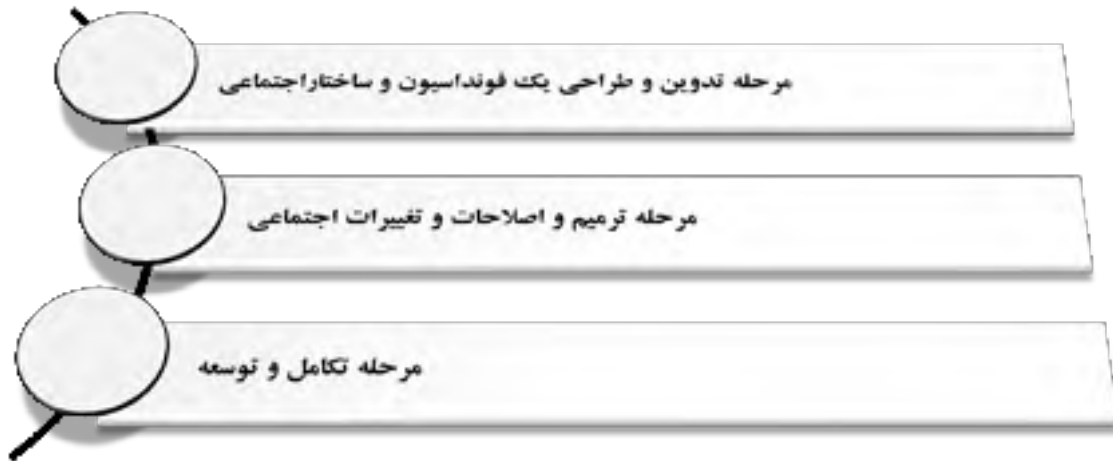 مرحله تدوین و طراحی یک فونداسیون و ساختاراجتماعی
مرحله ترمیم و اصلاحات و تغییرات اجتماعی
مرحله تکامل و توسعه